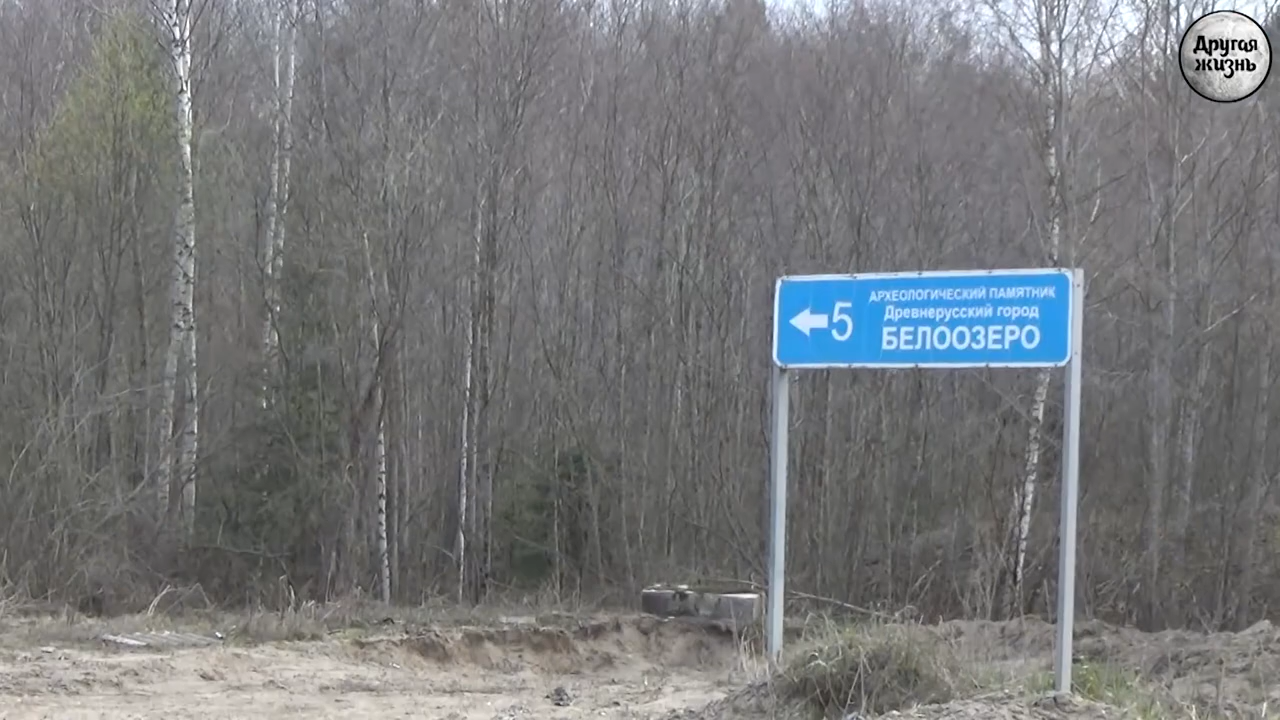 Другая
жизнь
5
АРХЕОЛОГИЧЕСКИЙ ПАМЯТНИК
Древнерусский город
БЕЛООЗЕРО